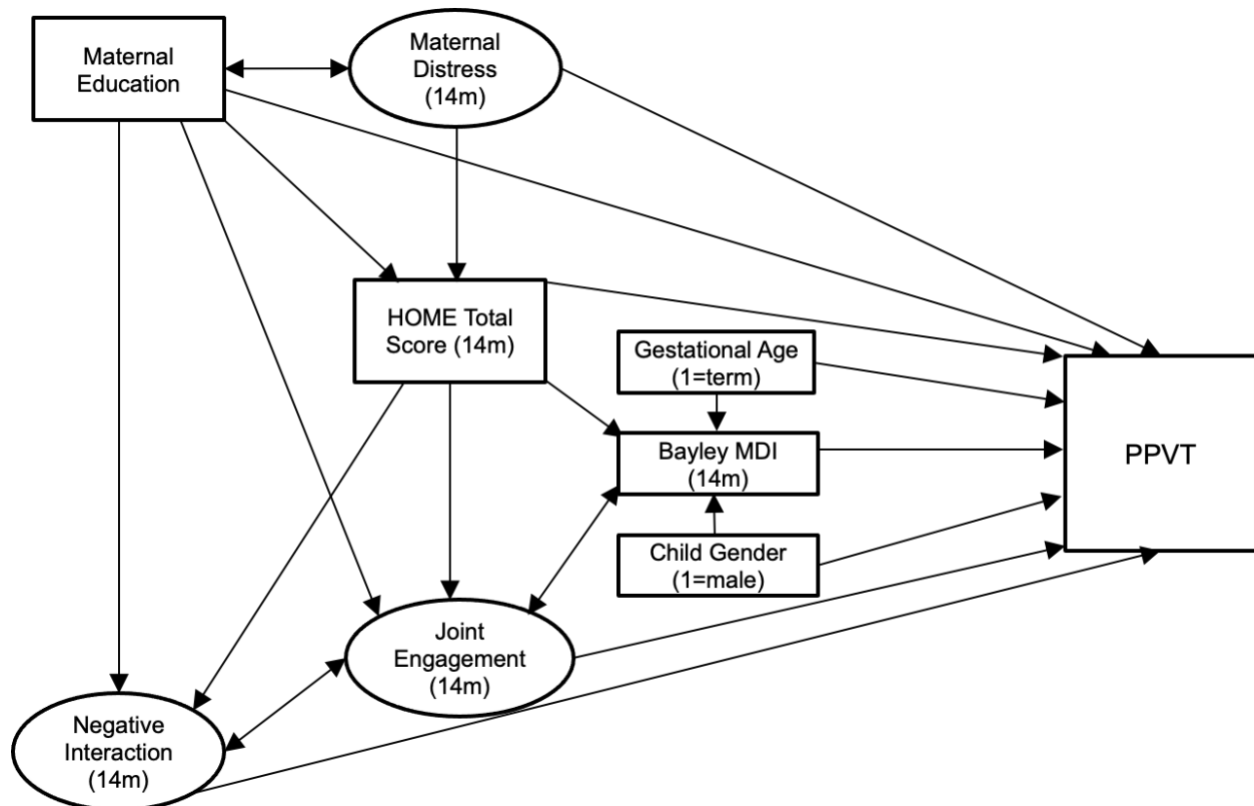 Maternal
Education
Maternal
Distress
(14m)
HOME Total
Score (14m)
Gestational Age
(1=term)
Bayley MDI
(14m)
Child Gender
(1=male)
PPVT
Joint
Engagement
(14m)
Negative
Interaction
(14m)